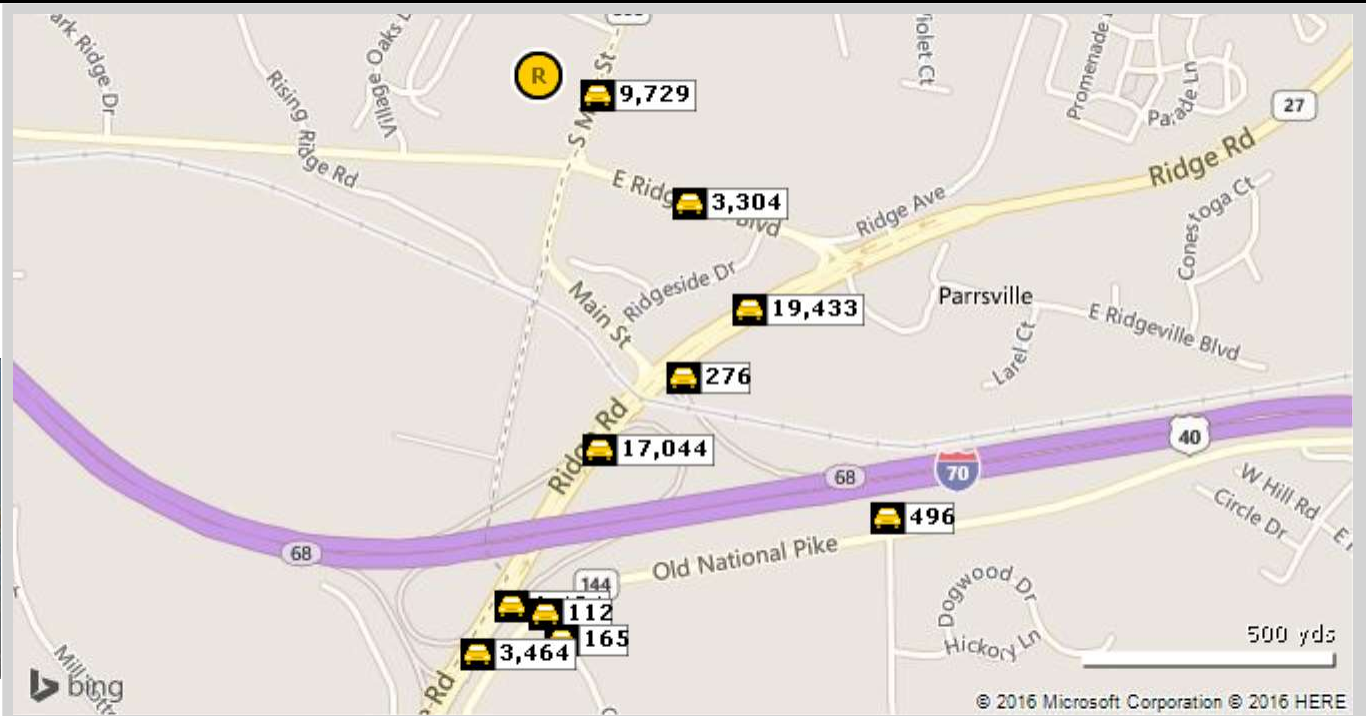 Park Ridge Dr
Rising Ridge Rd
Village Oaks
R
S M St
9,729
Violet Ct
Promenade
Parade Ln
27
Ridge Rd
E Ridg
3,304
Blvd
Ridge Ave
Conestoga Ct
Ridgeside Dr
Main St
19,433
Parrsville
E Ridgeville Blvd
Larel Ct
276
Ridge Rd
17,044
40
70
68
W Hill Rd
Circle Dr
496
68
Old National Pike
144
112
165
3,464
Dogwood Dr
Hickory Ln
500 yds
bing
Rd
© 2016 Microsoft Corporation © 2016 HERE